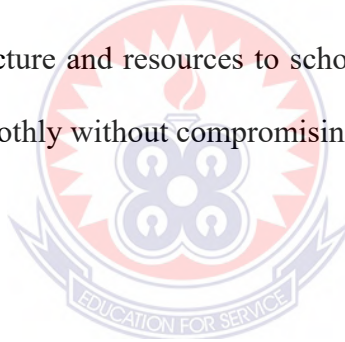 cture and resources to scho
othly without compromisin
EDUCATION FOR SERVICE